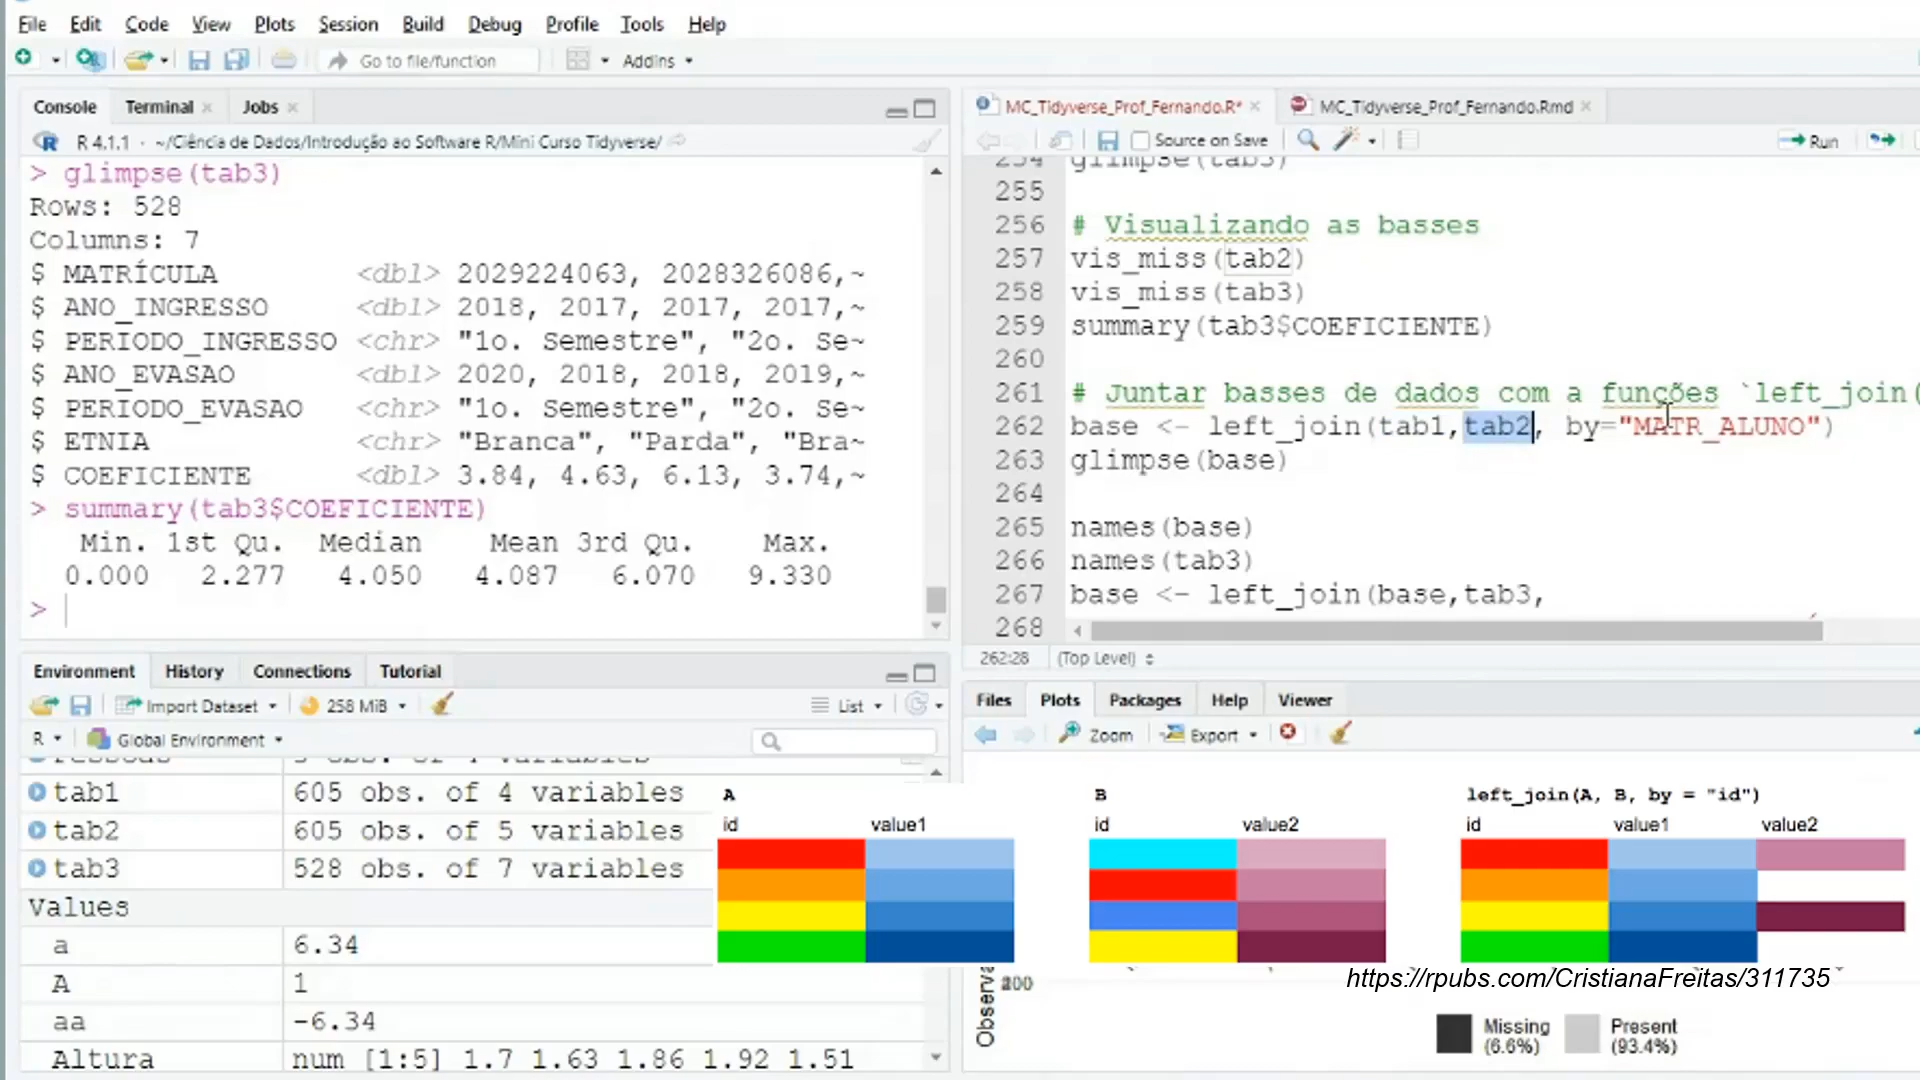 File Edit Code View Plots Session Build Debug Profile Tools Help
Go to file/function Addins
Console Terminal Jobs
R 4.1.1 · ~/Ciência de Dados/Introdução ao Software R/Mini Curso Tidyverse/
> glimpse(tab3)
Rows: 528
Columns: 7
$ MATRÍCULA <dbl> 2029224063, 2028326086,~
$ ANO_INGRESSO <dbl> 2018, 2017, 2017, 2017,~
$ PERIODO_INGRESSO <chr> "1o. Semestre", "2o. Se~
$ ANO_EVASAO <dbl> 2020, 2018, 2018, 2019,~
$ PERIODO_EVASAO <chr> "1o. Semestre", "2o. Se~
$ ETNIA <chr> "Branca", "Parda", "Bra~
$ COEFICIENTE <dbl> 3.84, 4.63, 6.13, 3.74,~
> summary(tab3$COEFICIENTE)
Min. 1st Qu. Median Mean 3rd Qu. Max.
0.000 2.277 4.050 4.087 6.070 9.330
>
MC_Tidyverse_Prof_Fernando.R* MC_Tidyverse_Prof_Fernando.Rmd
Source on Save Run
254 glimpse(tab3)
255
256 # Visualizando as basses
257 vis_miss(tab2)
258 vis_miss(tab3)
259 summary(tab3$COEFICIENTE)
260
261 # Juntar basses de dados com a funções `left_join(
262 base <- left_join(tab1,tab2, by="MATR_ALUNO")
263 glimpse(base)
264
265 names(base)
266 names(tab3)
267 base <- left_join(base,tab3,
268
262:28 (Top Level)
Environment History Connections Tutorial
Import Dataset 258 MiB List
R Global Environment
tab1 605 obs. of 4 variables
tab2 605 obs. of 5 variables
tab3 528 obs. of 7 variables
Values
a 6.34
A 1
aa -6.34
Altura num [1:5] 1.7 1.63 1.86 1.92 1.51
Files Plots Packages Help Viewer
Zoom Export
A B left_join(A, B, by = "id")
id value1 id value2 id value1 value2
https://rpubs.com/CristianaFreitas/311735
Observa
Missing (6.6%)
Present (93.4%)